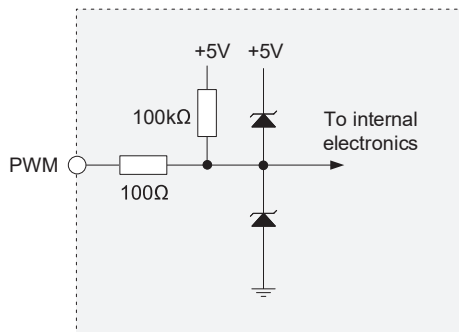 +5V
+5V
100kΩ
To internal
electronics
PWM
100Ω